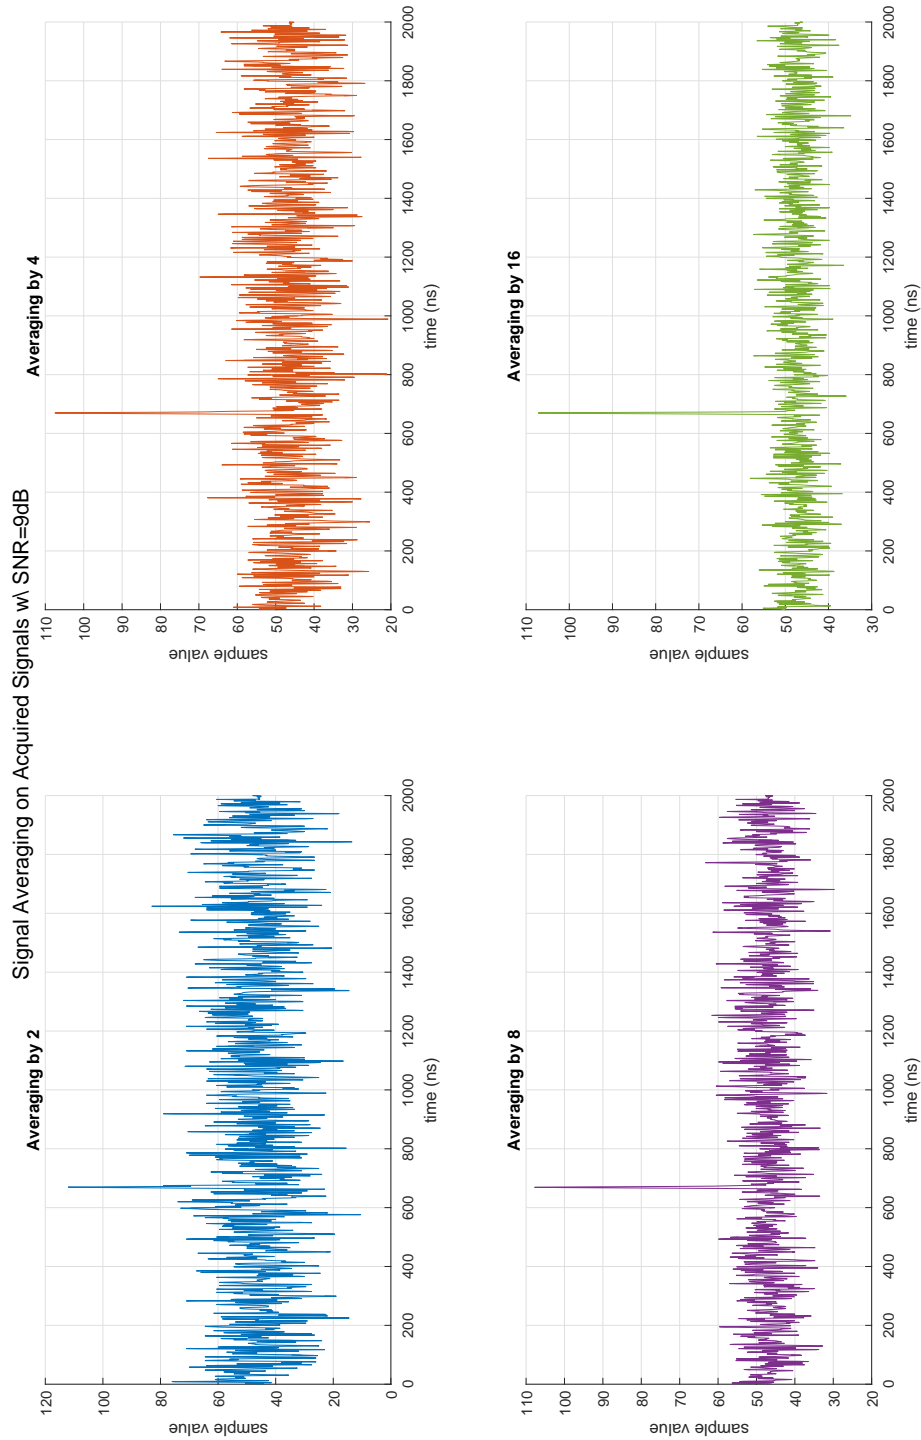 Signal Averaging on Acquired Signals w\ SNR=9dB
Averaging by 2
120
100
80
60
40
20
0
sample value
0 200 400 600 800 1000 1200 1400 1600 1800 2000
time (ns)
Averaging by 4
110
100
90
80
70
60
50
40
30
20
sample value
0 200 400 600 800 1000 1200 1400 1600 1800 2000
time (ns)
Averaging by 8
110
100
90
80
70
60
50
40
30
20
sample value
0 200 400 600 800 1000 1200 1400 1600 1800 2000
time (ns)
Averaging by 16
110
100
90
80
70
60
50
40
30
sample value
0 200 400 600 800 1000 1200 1400 1600 1800 2000
time (ns)